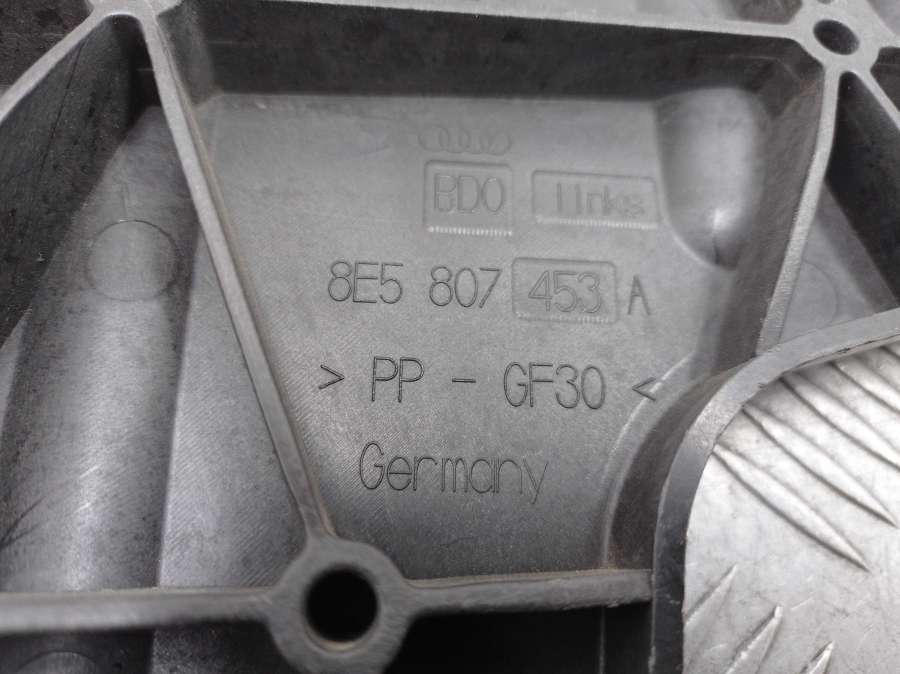 BDO links
8E5 807 453 A
> PP - GF30 <
Germany